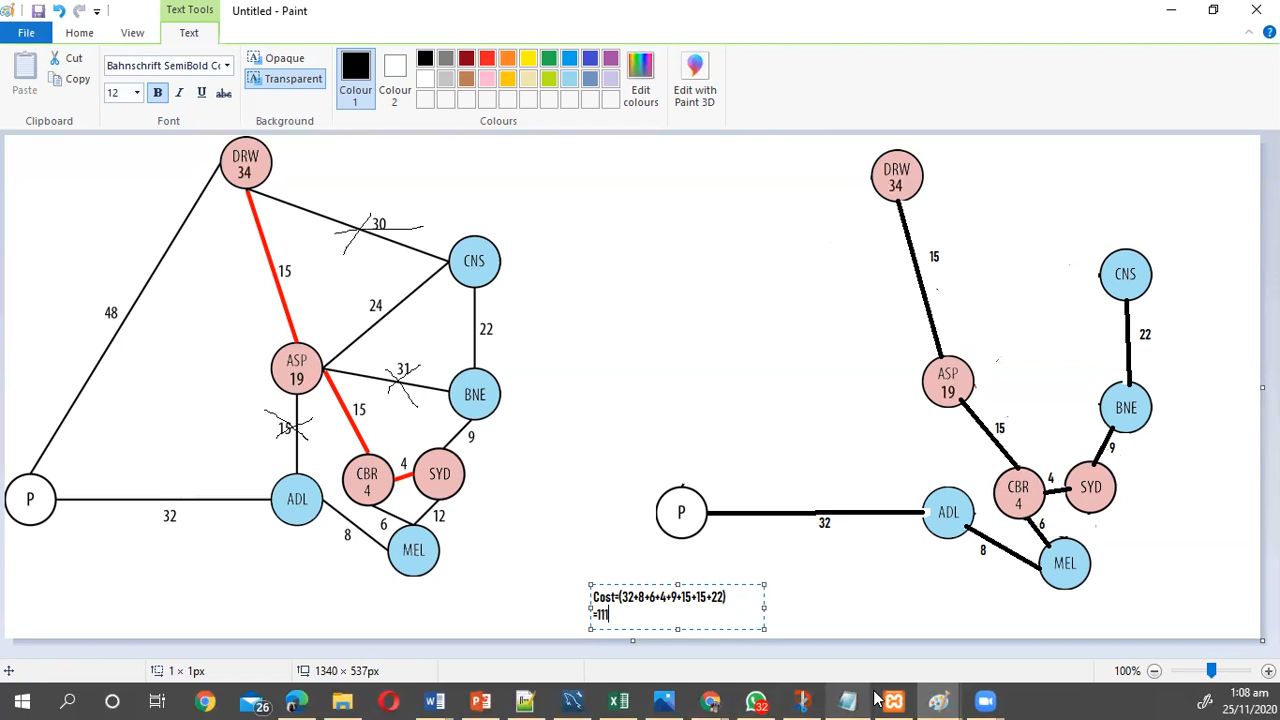 Text Tools
Untitled - Paint
File
Home
View
Text
Paste
Cut
Copy
Clipboard
Bahnschrift SemiBold Cc
12
B
I
U
abc
Font
Opaque
Transparent
Background
Colour 1
Colour 2
Edit colours
Colours
Edit with Paint 3D
DRW
34
30
15
CNS
48
24
22
ASP
19
31
15
BNE
9
CBR
4
4
SYD
P
32
ADL
6
12
8
MEL
DRW
34
15
CNS
22
ASP
19
BNE
15
9
CBR
4
4
SYD
P
32
ADL
6
8
MEL
Cost=(32+8+6+4+9+15+15+22)
=111
1 × 1px
1340 × 537px
100%
26
32
1:08 am
25/11/2020